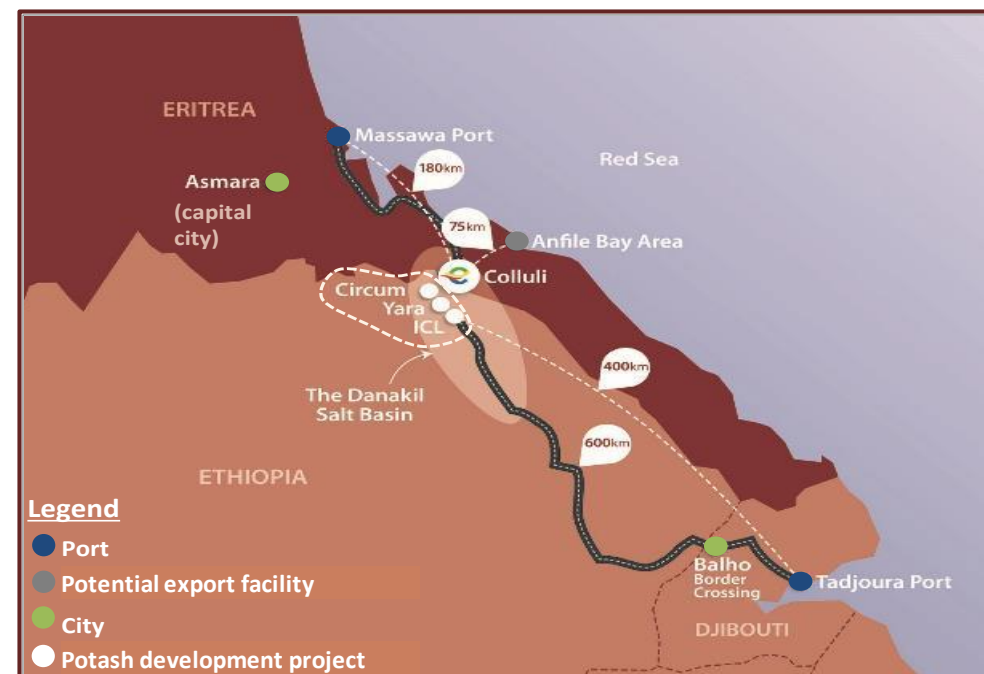 ERITREA
Massawa Port
Red Sea
180km
Asmara
(capital
city)
75km
Anfile Bay Area
Colluli
Circum
Yara
ICL
400km
The Danakil
Salt Basin
600km
ETHIOPIA
Legend
Port
Potential export facility
City
Potash development project
Balho
Border
Crossing
Tadjoura Port
DJIBOUTI